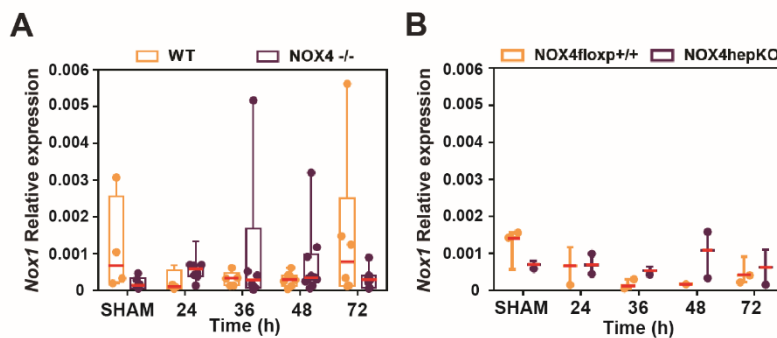 A
B
WT
NOX4 -/-
NOX4floxp+/+
NOX4hepKO
Nox1 Relative expression
0.006
0.005
0.004
0.003
0.002
0.001
0
SHAM
24
36
48
72
Time (h)
Nox1 Relative expression
0.006
0.005
0.004
0.003
0.002
0.001
0
SHAM
24
36
48
72
Time (h)